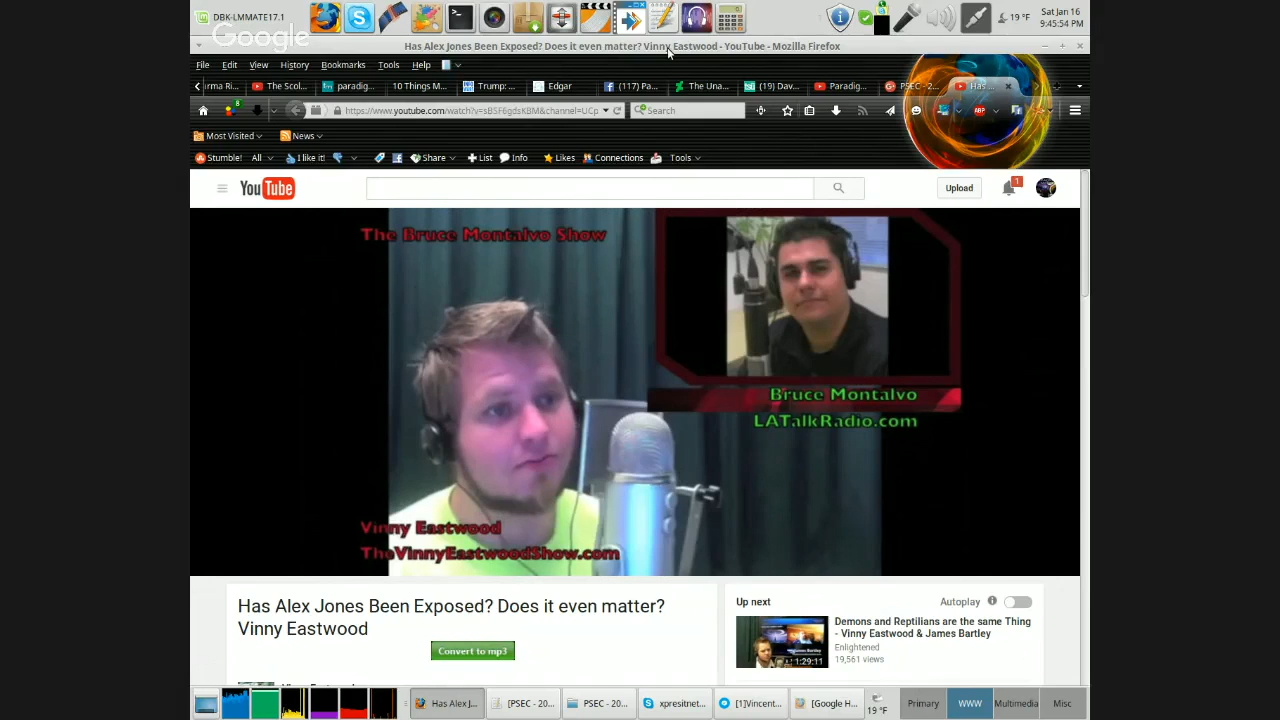 DBK-LMMATE17.1
19 °F
Sat Jan 16
9:45:54 PM
Google
Has Alex Jones Been Exposed? Does it even matter? Vinny Eastwood - YouTube - Mozilla Firefox
File Edit View History Bookmarks Tools Help
irma Ri... The Scol... paradig... 10 Things M... Trump: ... Edgar (117) Pa... The Una... (19) Dav... Paradig... PSEC - 2... Has ...
8
https://www.youtube.com/watch?v=sBSF6gdsKBM&channel=UCp
Search
ABP
Most Visited News
Stumble! All I like it! Share List Info Likes Connections Tools
YouTube
Upload
1
The Bruce Montalvo Show
Bruce Montalvo
LATalkRadio.com
Vinny Eastwood
TheVinnyEastwoodShow.com
Has Alex Jones Been Exposed? Does it even matter?
Vinny Eastwood
Convert to mp3
Up next
Autoplay
Demons and Reptilians are the same Thing
- Vinny Eastwood & James Bartley
Enlightened
19,561 views
1:29:11
Has Alex J... [PSEC - 20... PSEC - 20... xpresitnet... [1]Vincent... [Google H... 19 °F Primary WWW Multimedia Misc